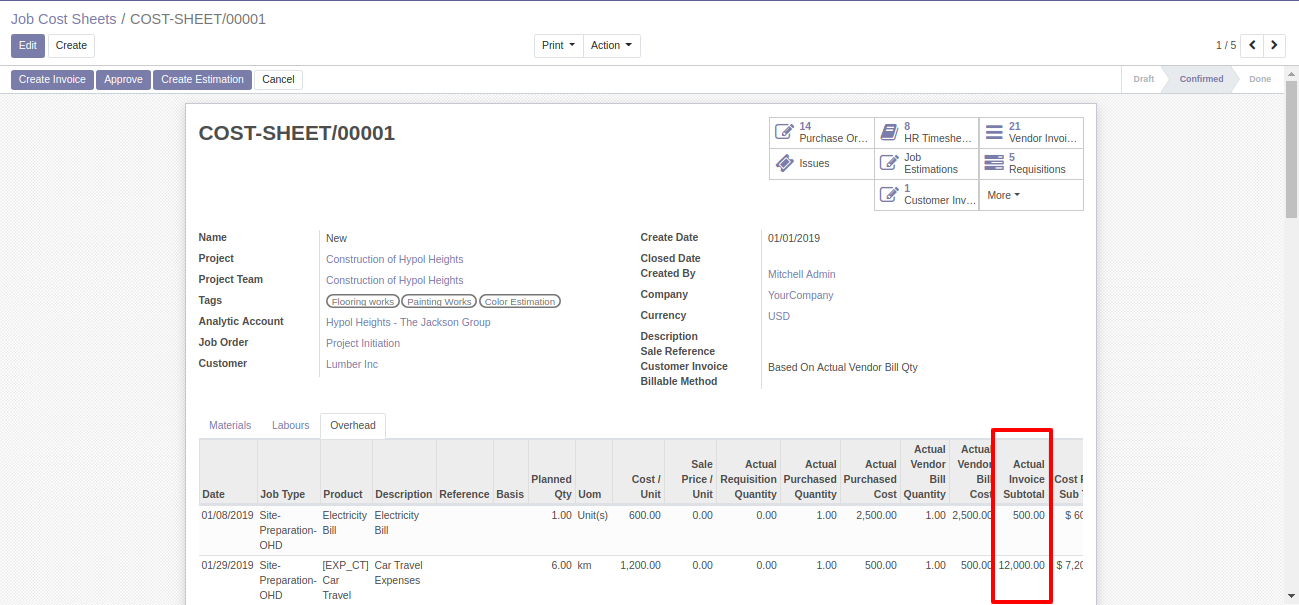 Job Cost Sheets / COST-SHEET/00001
Edit Create Print Action 1 / 5
Create Invoice Approve Create Estimation Cancel Draft Confirmed Done
COST-SHEET/00001
14 Purchase Or...
8 HR Timeshe...
21 Vendor Invoi...
Issues
Job Estimations
5 Requisitions
1 Customer Inv...
More
Name New
Project Construction of Hypol Heights
Project Team Construction of Hypol Heights
Tags Flooring works Painting Works Color Estimation
Analytic Account Hypol Heights - The Jackson Group
Job Order Project Initiation
Customer Lumber Inc
Create Date 01/01/2019
Closed Date
Created By Mitchell Admin
Company YourCompany
Currency USD
Description
Sale Reference
Customer Invoice Based On Actual Vendor Bill Qty
Billable Method
Materials Labours Overhead
Date Job Type Product Description Reference Basis Planned Qty Uom Cost / Unit Sale Price / Unit Actual Requisition Quantity Actual Purchased Quantity Actual Purchased Cost Actual Vendor Bill Quantity Actual Vendor Bill Cost Actual Invoice Subtotal Cost Sub
01/08/2019 Site- Electricity Electricity 1.00 Unit(s) 600.00 0.00 0.00 1.00 2,500.00 1.00 2,500.00 500.00 $ 60
Preparation- Bill Bill
OHD
01/29/2019 Site- [EXP_CT] Car Travel 6.00 km 1,200.00 0.00 0.00 1.00 500.00 1.00 500.00 12,000.00 $ 7,20
Preparation- Car Expenses
OHD Travel